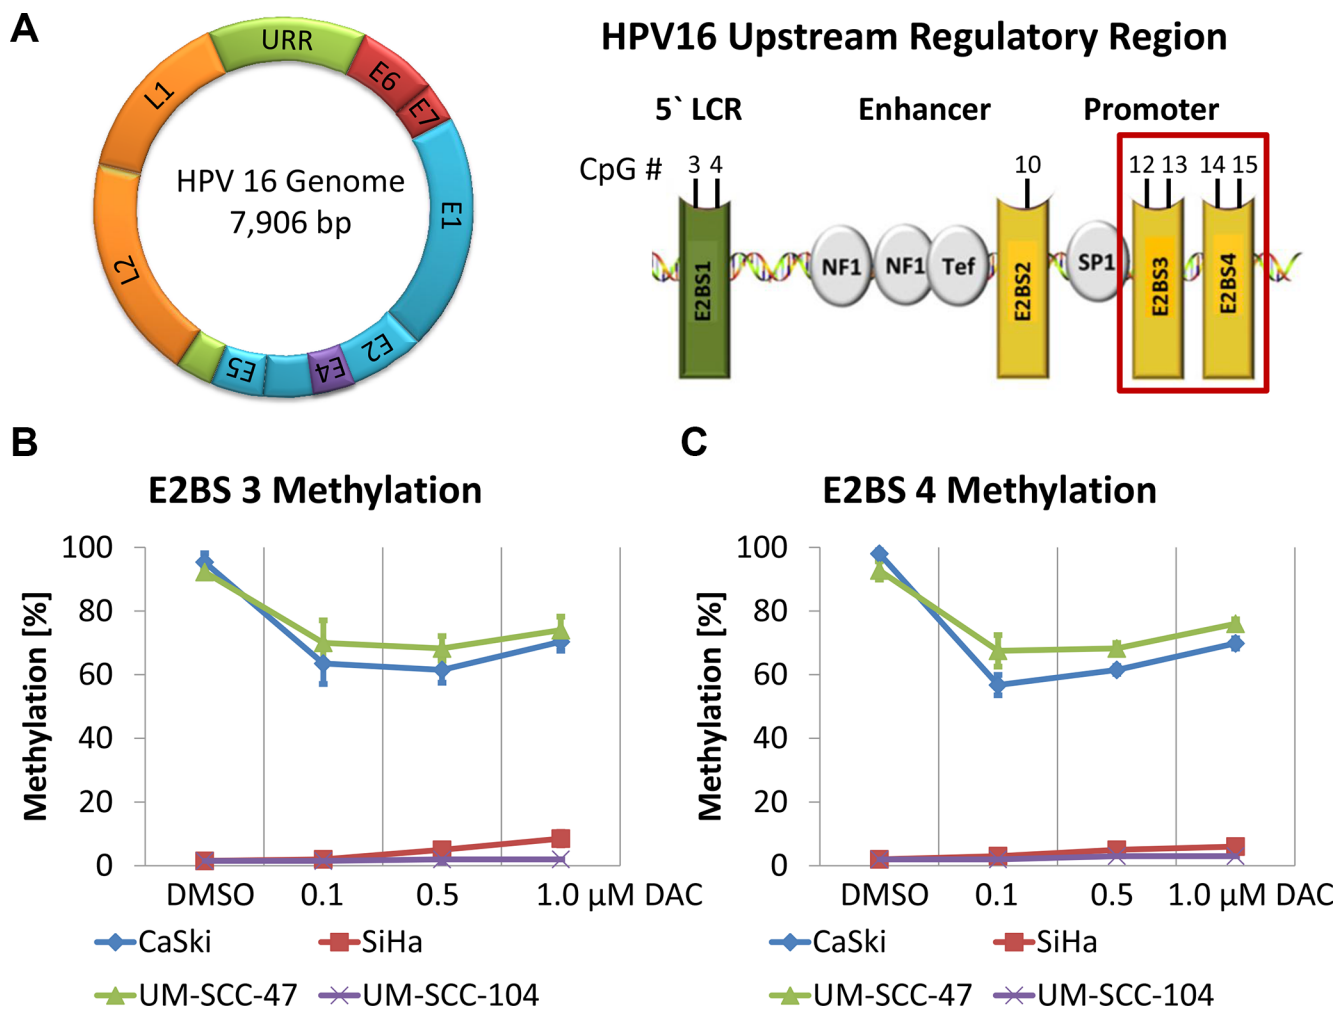 A
URR
E6
E7
E1
E2
E4
E5
L2
L1
HPV 16 Genome
7,906 bp
HPV16 Upstream Regulatory Region
5` LCR Enhancer Promoter
CpG # 3 4 10 12 13 14 15
E2BS1 NF1 NF1 Tef E2BS2 SP1 E2BS3 E2BS4
B
E2BS 3 Methylation
Methylation [%]
100
80
60
40
20
0
DMSO 0.1 0.5 1.0 µM DAC
CaSki SiHa
UM-SCC-47 UM-SCC-104
C
E2BS 4 Methylation
Methylation [%]
100
80
60
40
20
0
DMSO 0.1 0.5 1.0 µM DAC
CaSki SiHa
UM-SCC-47 UM-SCC-104